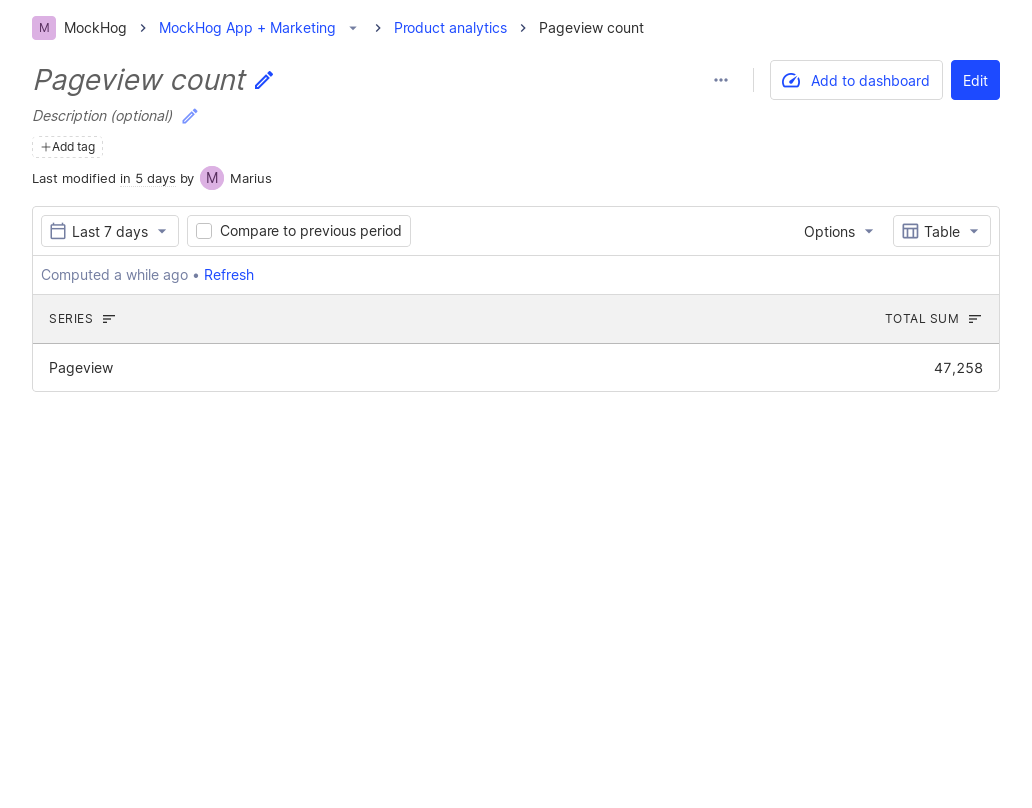 M MockHog MockHog App + Marketing Product analytics Pageview count
Pageview count
Add to dashboard Edit
Description (optional)
Add tag
Last modified in 5 days by M Marius
Last 7 days Compare to previous period Options Table
Computed a while ago • Refresh
SERIES TOTAL SUM
Pageview 47,258